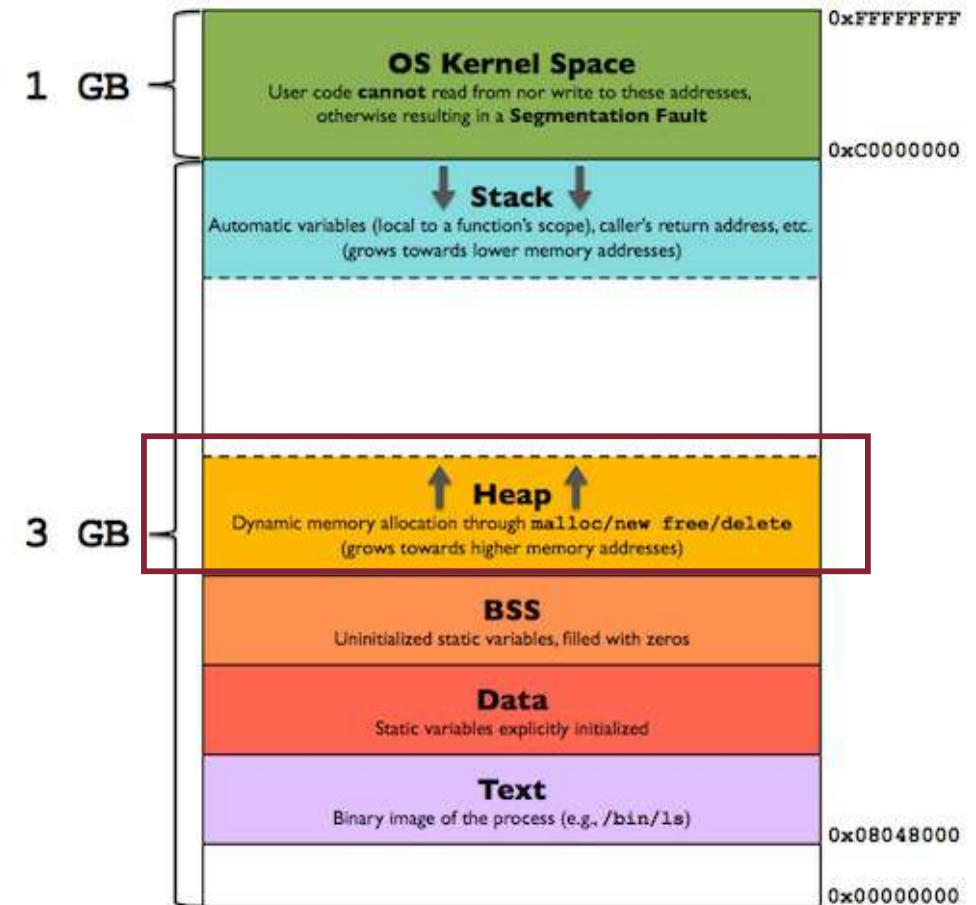 0xFFFFFFFF
1 GB
OS Kernel Space
User code cannot read from nor write to these addresses,
otherwise resulting in a Segmentation Fault
0xC0000000
Stack
Automatic variables (local to a function's scope), caller's return address, etc.
(grows towards lower memory addresses)
3 GB
Heap
Dynamic memory allocation through malloc/new free/delete
(grows towards higher memory addresses)
BSS
Uninitialized static variables, filled with zeros
Data
Static variables explicitly initialized
Text
Binary image of the process (e.g., /bin/ls)
0x08048000
0x00000000